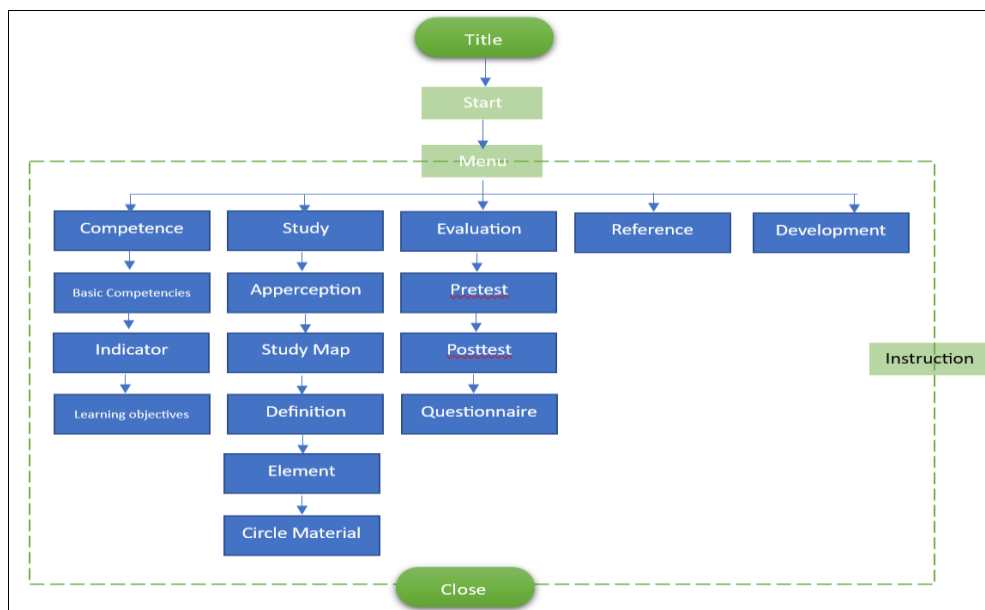 Title
Start
Menu
Competence
Study
Evaluation
Reference
Development
Basic Competencies
Apperception
Pretest
Indicator
Study Map
Posttest
Instruction
Learning objectives
Definition
Questionnaire
Element
Circle Material
Close